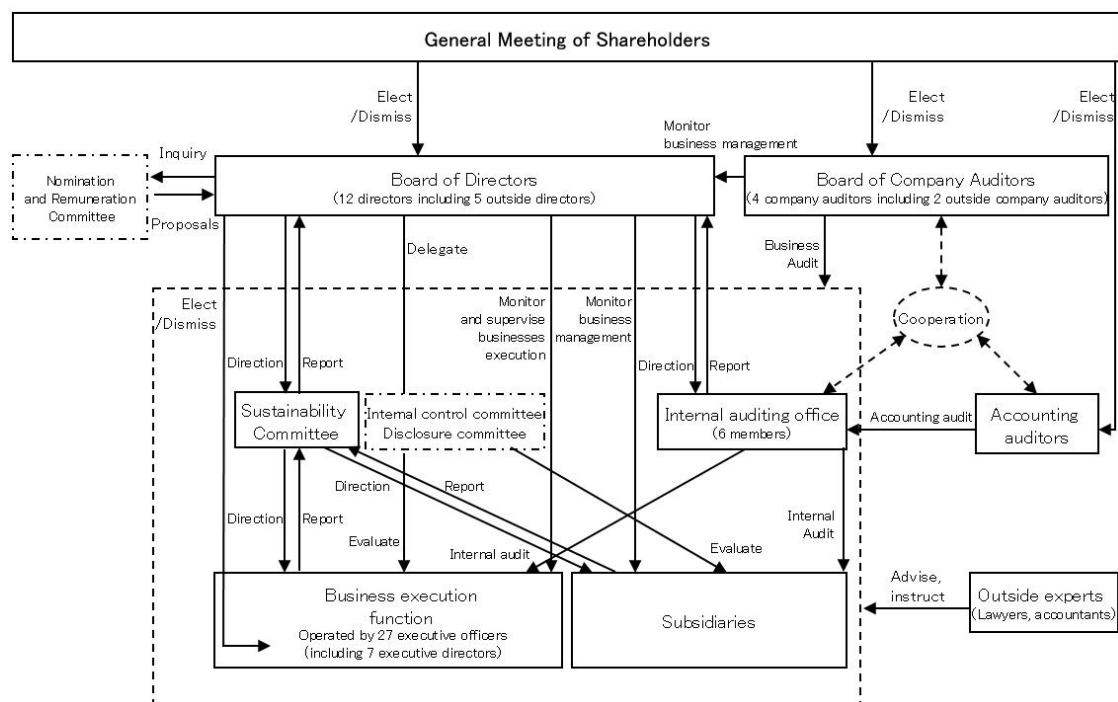 General Meeting of Shareholders
Elect
/Dismiss
Elect
/Dismiss
Elect
/Dismiss
Monitor
business management
Inquiry
Nomination
and Remuneration
Committee
Proposals
Board of Directors
(12 directors including 5 outside directors)
Board of Company Auditors
(4 company auditors including 2 outside company auditors)
Delegate
Business
Audit
Elect
/Dismiss
Monitor
and supervise
businesses
execution
Monitor
business
management
Cooperation
Direction
Report
Direction
Report
Sustainability
Committee
Internal control committee
Disclosure committee
Internal auditing office
(6 members)
Accounting audit
Accounting
auditors
Direction
Report
Direction
Report
Evaluate
Internal audit
Evaluate
Internal
Audit
Business execution
function
Operated by 27 executive officers
(including 7 executive directors)
Subsidiaries
Advise,
instruct
Outside experts
(Lawyers, accountants)